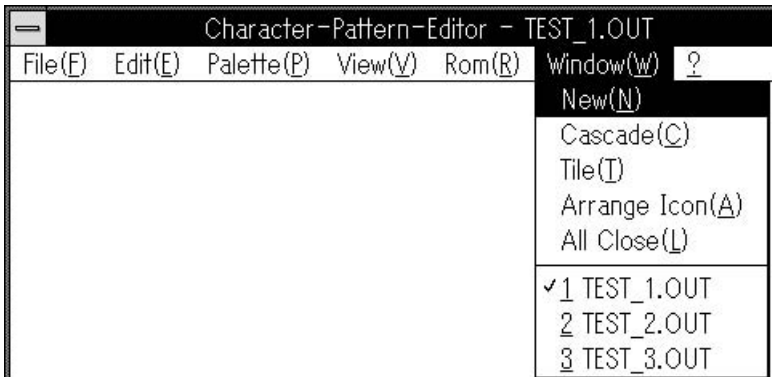 Character-Pattern-Editor - TEST_1.OUT
File(F) Edit(E) Palette(P) View(V) Rom(R) Window(W) ?
New(N)
Cascade(C)
Tile(T)
Arrange Icon(A)
All Close(L)
✓1 TEST_1.OUT
2 TEST_2.OUT
3 TEST_3.OUT